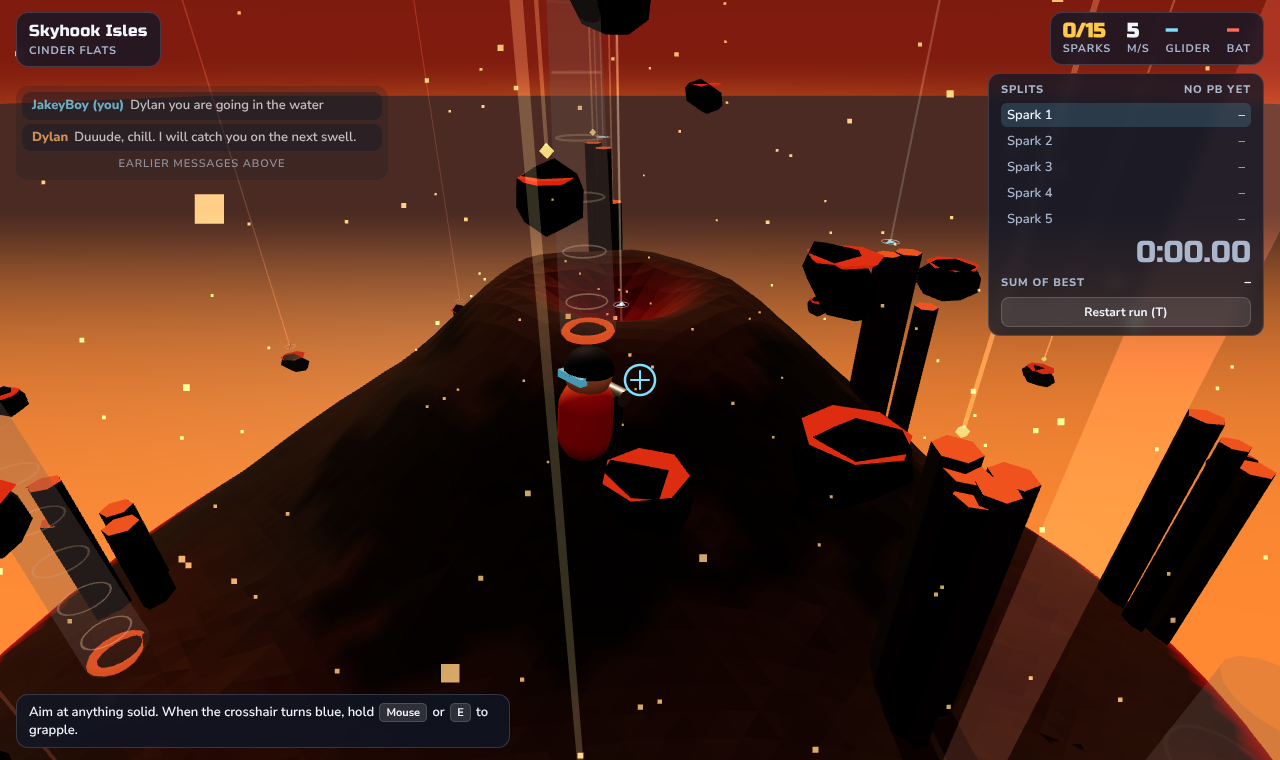 Skyhook Isles
CINDER FLATS
0/15 5 – –
SPARKS M/S GLIDER BAT
JakeyBoy (you) Dylan you are going in the water
Dylan Duuude, chill. I will catch you on the next swell.
EARLIER MESSAGES ABOVE
SPLITS NO PB YET
Spark 1 –
Spark 2 –
Spark 3 –
Spark 4 –
Spark 5 –
0:00.00
SUM OF BEST –
Restart run (T)
Aim at anything solid. When the crosshair turns blue, hold Mouse or E to
grapple.